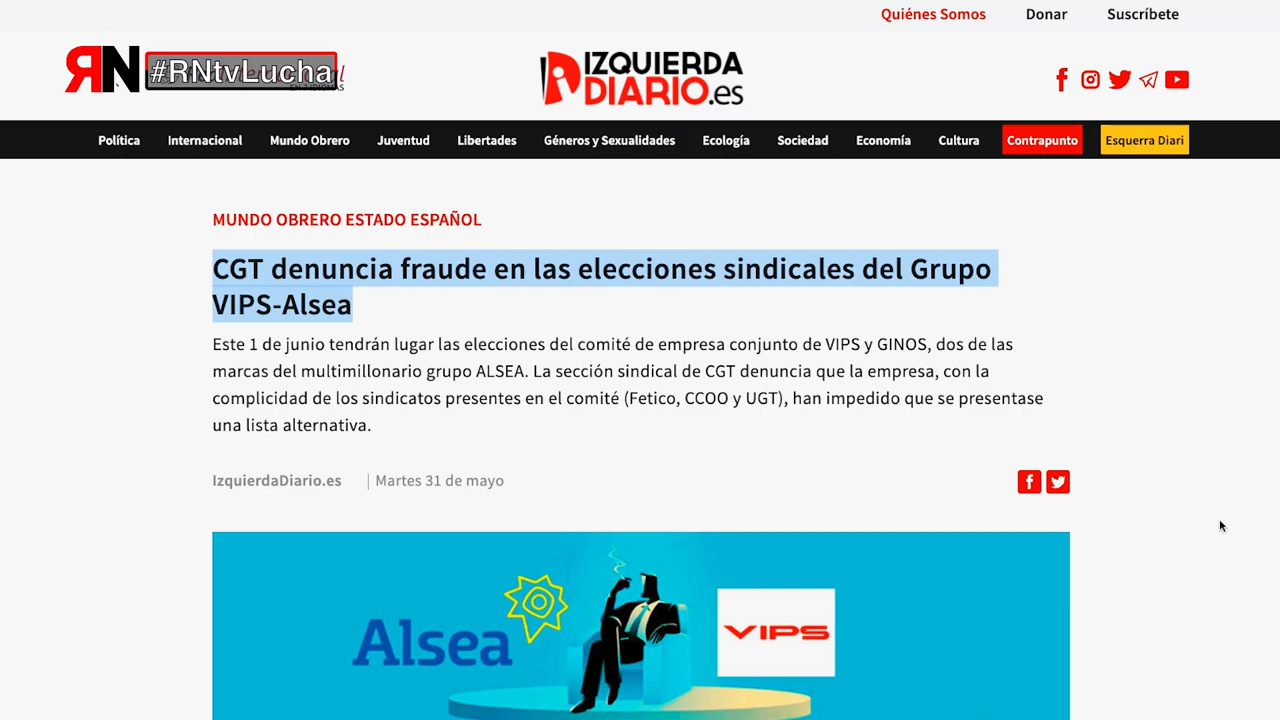 Quiénes Somos Donar Suscríbete
RN #RNtvLucha
IZQUIERDA
DIARIO.es
Política Internacional Mundo Obrero Juventud Libertades Géneros y Sexualidades Ecología Sociedad Economía Cultura Contrapunto Esquerra Diari
MUNDO OBRERO ESTADO ESPAÑOL
CGT denuncia fraude en las elecciones sindicales del Grupo
VIPS-Alsea
Este 1 de junio tendrán lugar las elecciones del comité de empresa conjunto de VIPS y GINOS, dos de las
marcas del multimillonario grupo ALSEA. La sección sindical de CGT denuncia que la empresa, con la
complicidad de los sindicatos presentes en el comité (Fetico, CCOO y UGT), han impedido que se presentase
una lista alternativa.
IzquierdaDiario.es | Martes 31 de mayo
Alsea
VIPS